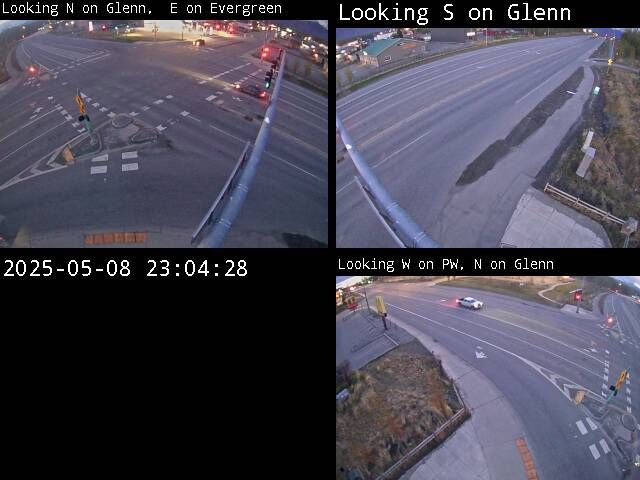 Looking N on Glenn, E on Evergreen
Looking S on Glenn
2025-05-08 23:04:28
Looking W on PW, N on Glenn